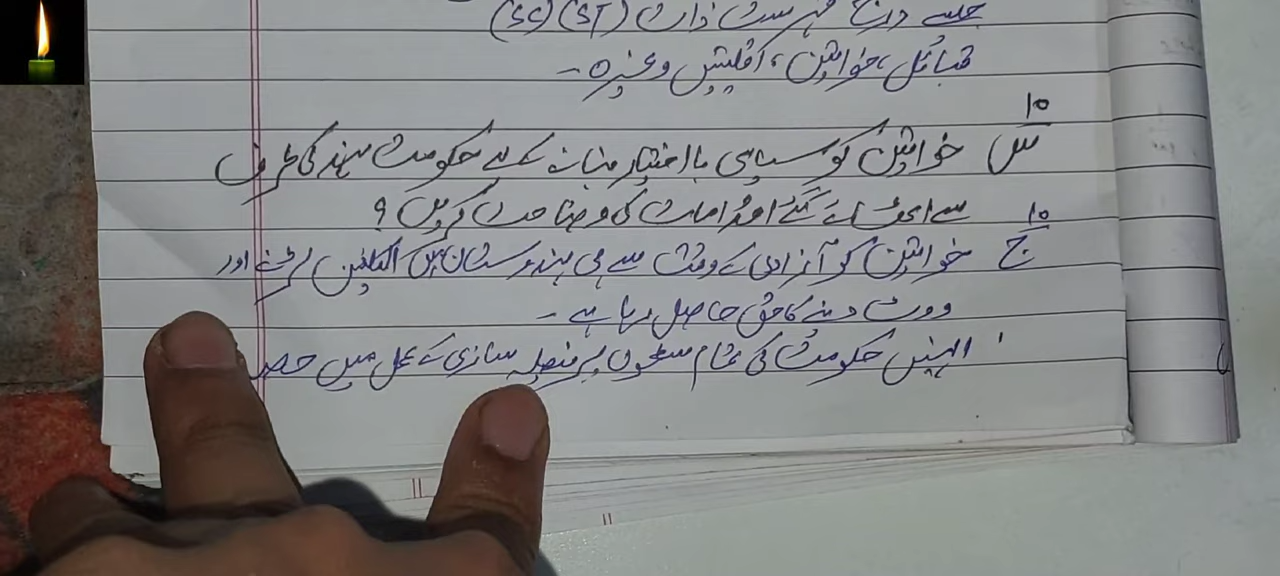 جیسے درج فہرست ذات (ST) (SC)
قبائل، خواتین، اقلیتیں وغیرہ ۔
س ۱۰ خواتین کو سیاسی بااختیار بنانے کے لئے حکومت ہند کی طرف
سے اٹھائے گئے اقدامات کی وضاحت کریں ؟
ج ۱۰ خواتین کو آزادی کے وقت سے ہی ہندوستان میں الیکشن لڑنے اور
ووٹ دینے کا حق حاصل رہا ہے ۔
انہیں حکومت کی تمام سطحوں پر فیصلہ سازی کے عمل میں حصہ